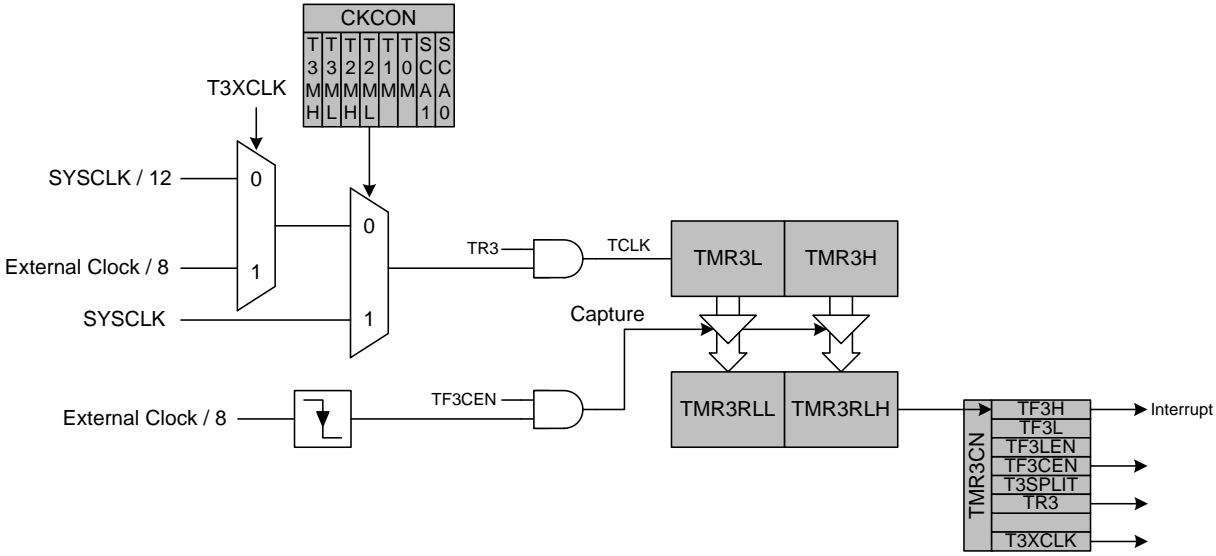 CKCON
T3MH T3ML T2MH T2ML T1M T0M SCA1 SCA0
T3XCLK
SYSCLK / 12
0
External Clock / 8
1
0
SYSCLK
1
TR3
TCLK
TMR3L TMR3H
Capture
TF3CEN
External Clock / 8
TMR3RLL TMR3RLH
TMR3CN
TF3H
Interrupt
TF3L
TF3LEN
TF3CEN
T3SPLIT
TR3
T3XCLK